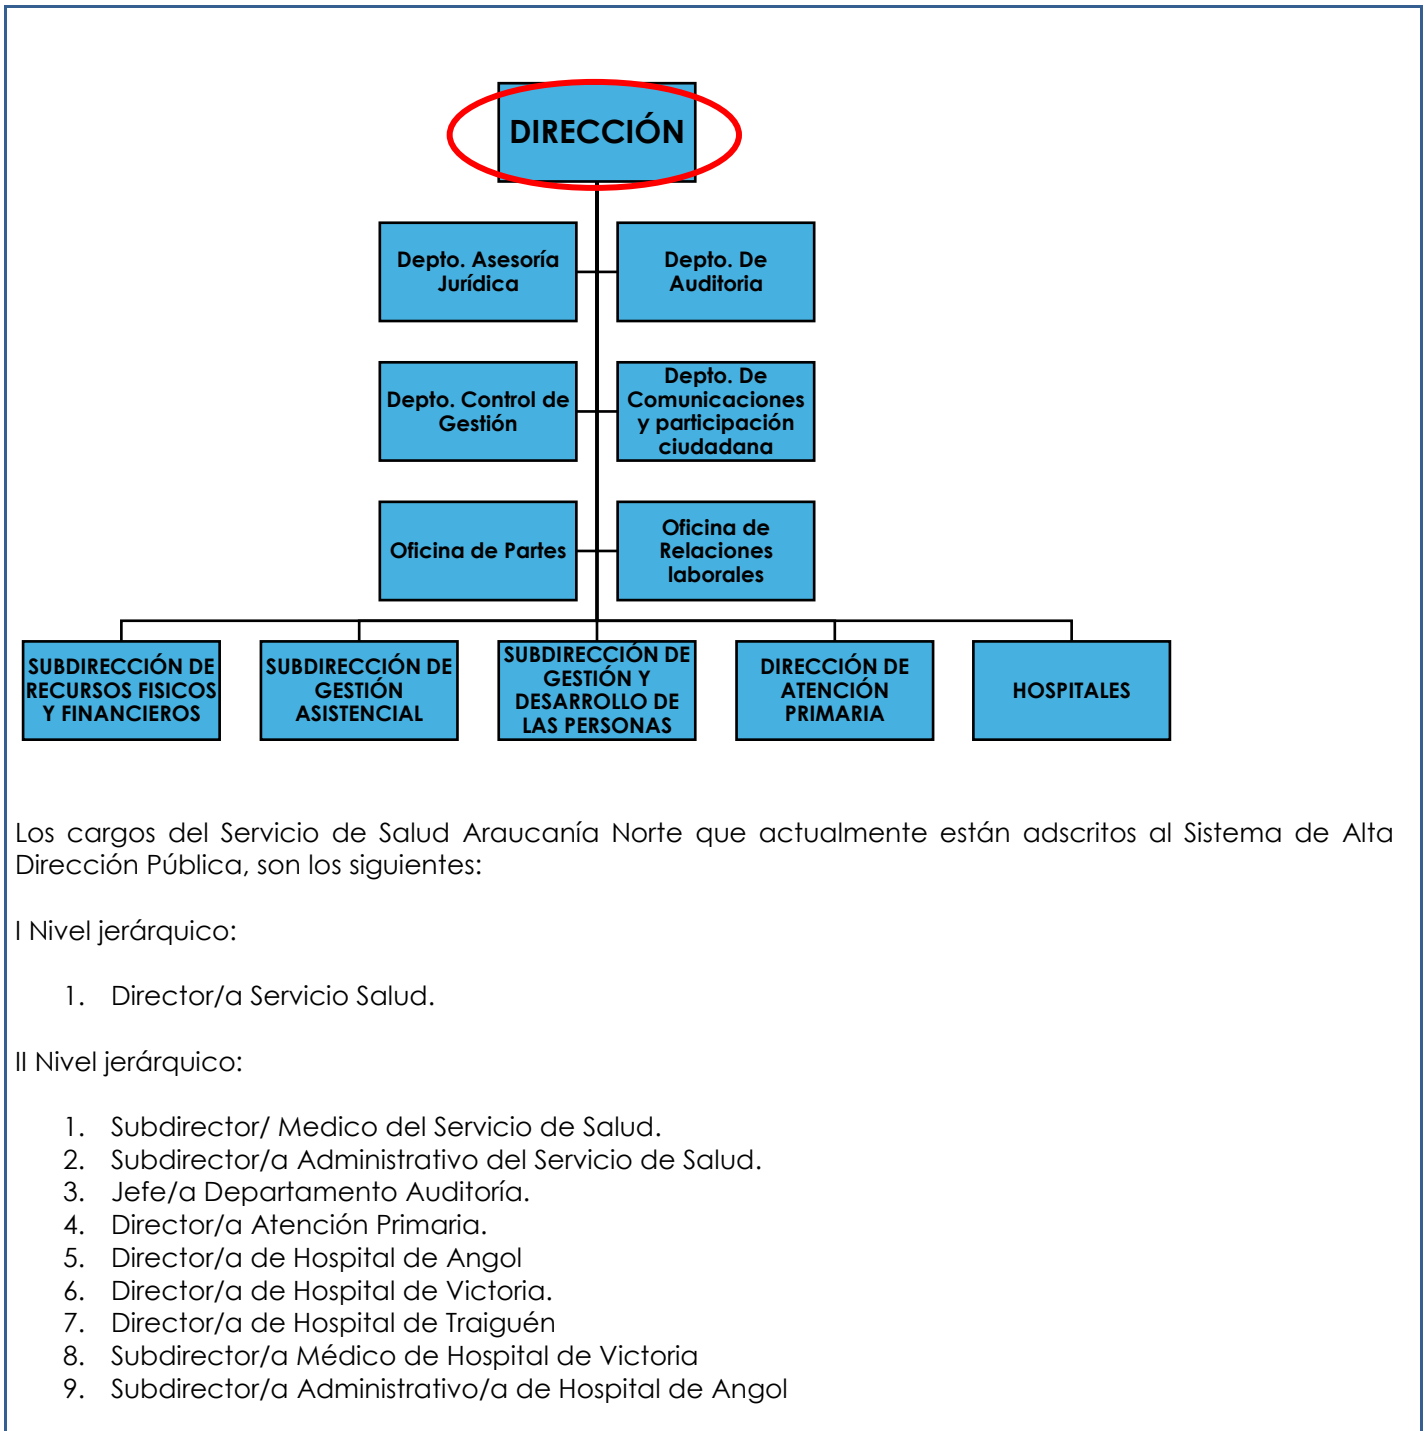 DIRECCIÓN
Depto. Asesoría
Jurídica
Depto. De
Auditoria
Depto. Control de
Gestión
Depto. De
Comunicaciones
y participación
ciudadana
Oficina de Partes
Oficina de
Relaciones
laborales
SUBDIRECCIÓN DE
RECURSOS FISICOS
Y FINANCIEROS
SUBDIRECCIÓN DE
GESTIÓN
ASISTENCIAL
SUBDIRECCIÓN DE
GESTIÓN Y
DESARROLLO DE
LAS PERSONAS
DIRECCIÓN DE
ATENCIÓN
PRIMARIA
HOSPITALES
Los cargos del Servicio de Salud Araucanía Norte que actualmente están adscritos al Sistema de Alta
Dirección Pública, son los siguientes:
I Nivel jerárquico:
1. Director/a Servicio Salud.
II Nivel jerárquico:
1. Subdirector/ Medico del Servicio de Salud.
2. Subdirector/a Administrativo del Servicio de Salud.
3. Jefe/a Departamento Auditoría.
4. Director/a Atención Primaria.
5. Director/a de Hospital de Angol
6. Director/a de Hospital de Victoria.
7. Director/a de Hospital de Traiguén
8. Subdirector/a Médico de Hospital de Victoria
9. Subdirector/a Administrativo/a de Hospital de Angol